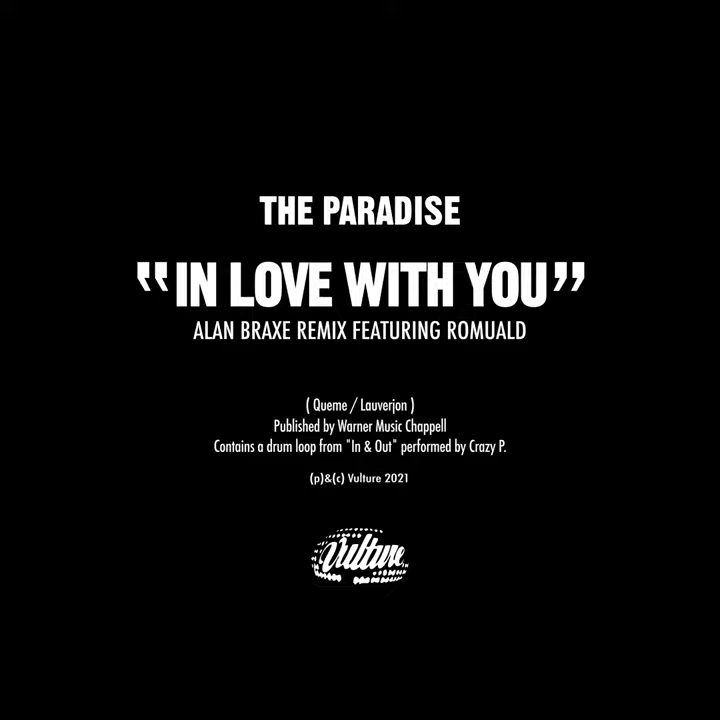 THE PARADISE
"IN LOVE WITH YOU"
ALAN BRAXE REMIX FEATURING ROMUALD
( Queme / Lauverjon )
Published by Warner Music Chappell
Contains a drum loop from "In & Out" performed by Crazy P.
(p)&(c) Vulture 2021
Vulture